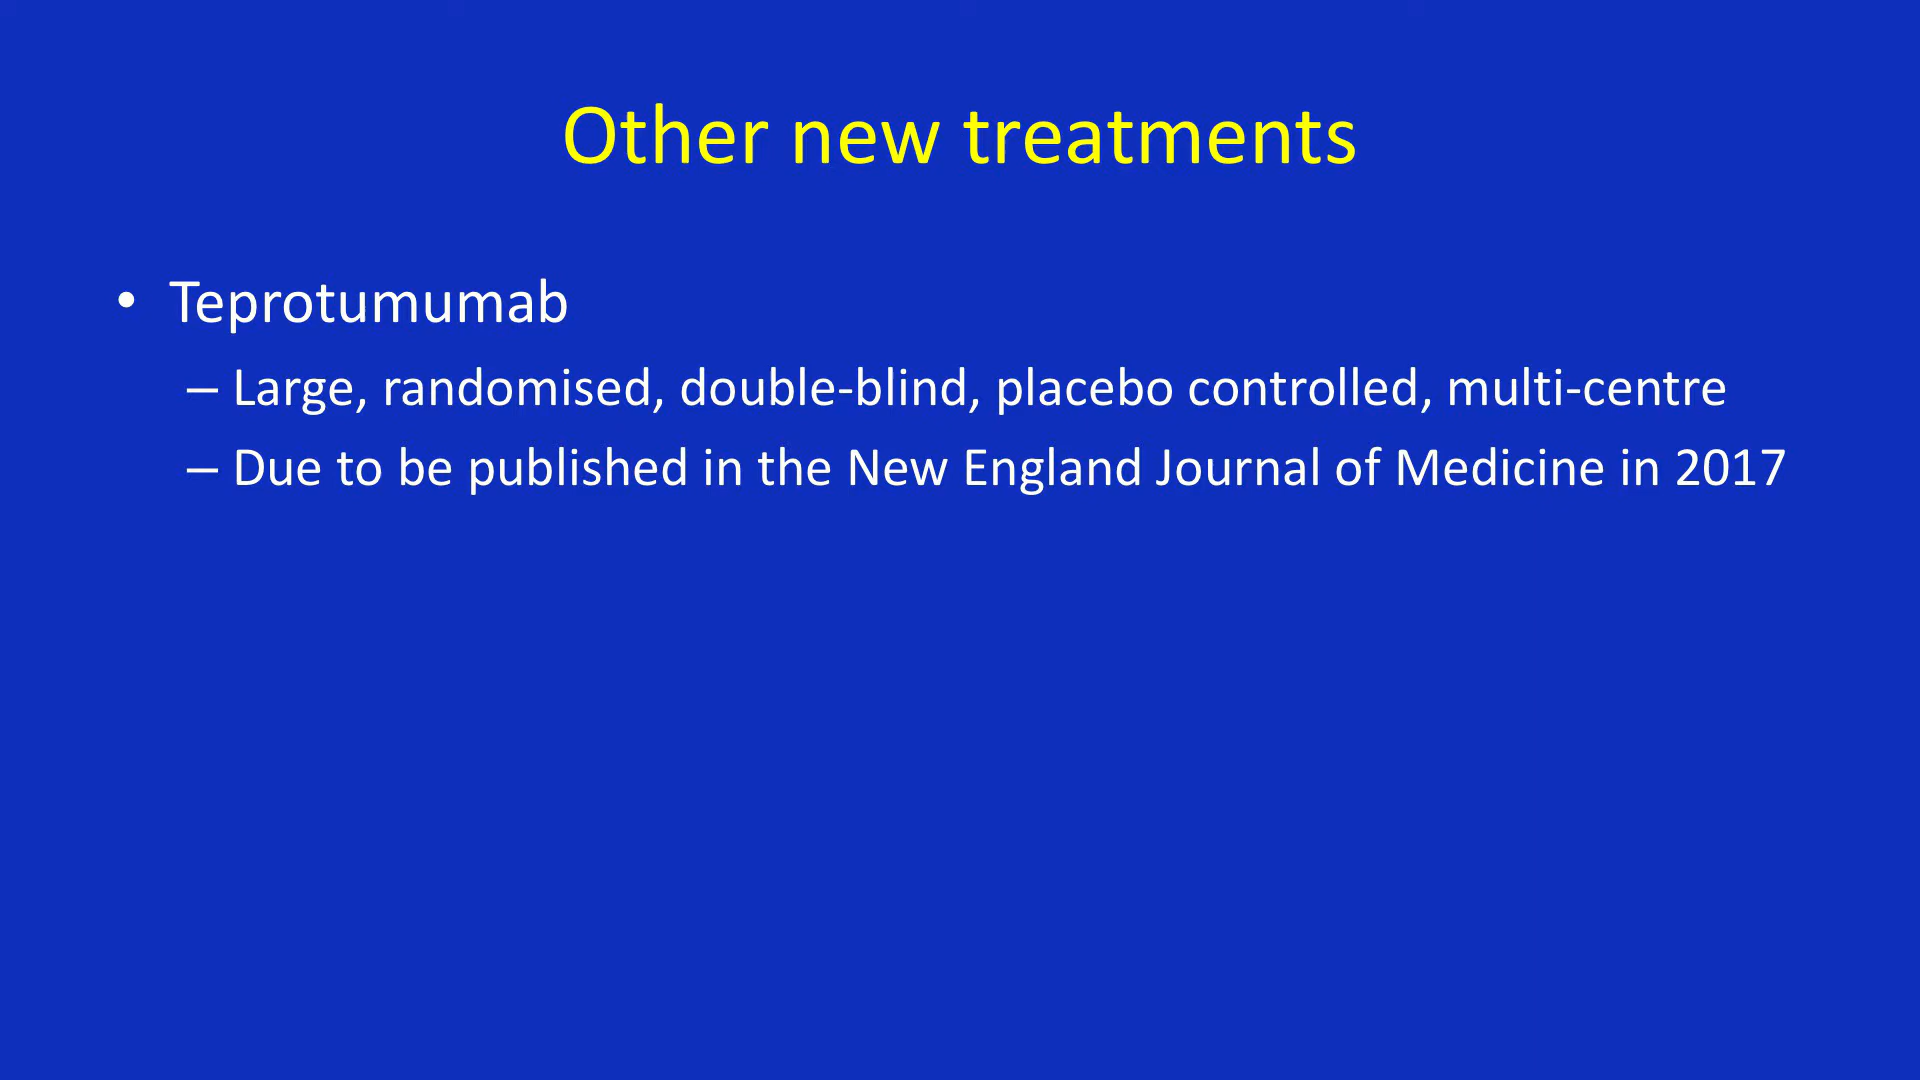 Other new treatments
• Teprotumumab
– Large, randomised, double-blind, placebo controlled, multi-centre
– Due to be published in the New England Journal of Medicine in 2017